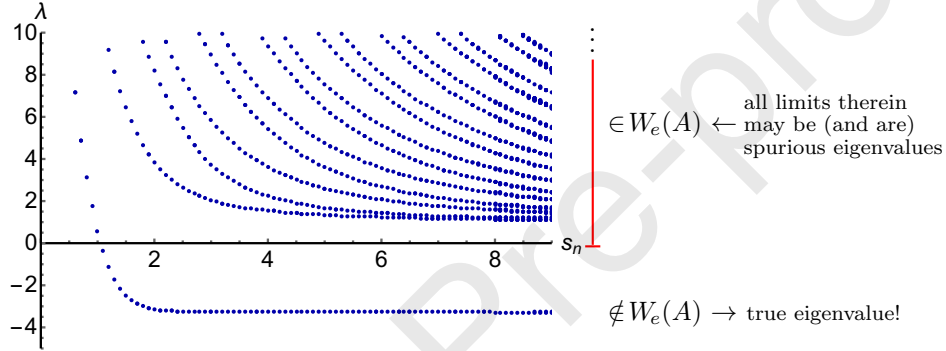 λ
10
8
6
4
2
0
−2
−4
2
4
6
8
s_n
⋮
∈ W_e(A) ← all limits therein
may be (and are)
spurious eigenvalues
∉ W_e(A) → true eigenvalue!
Pre-pro